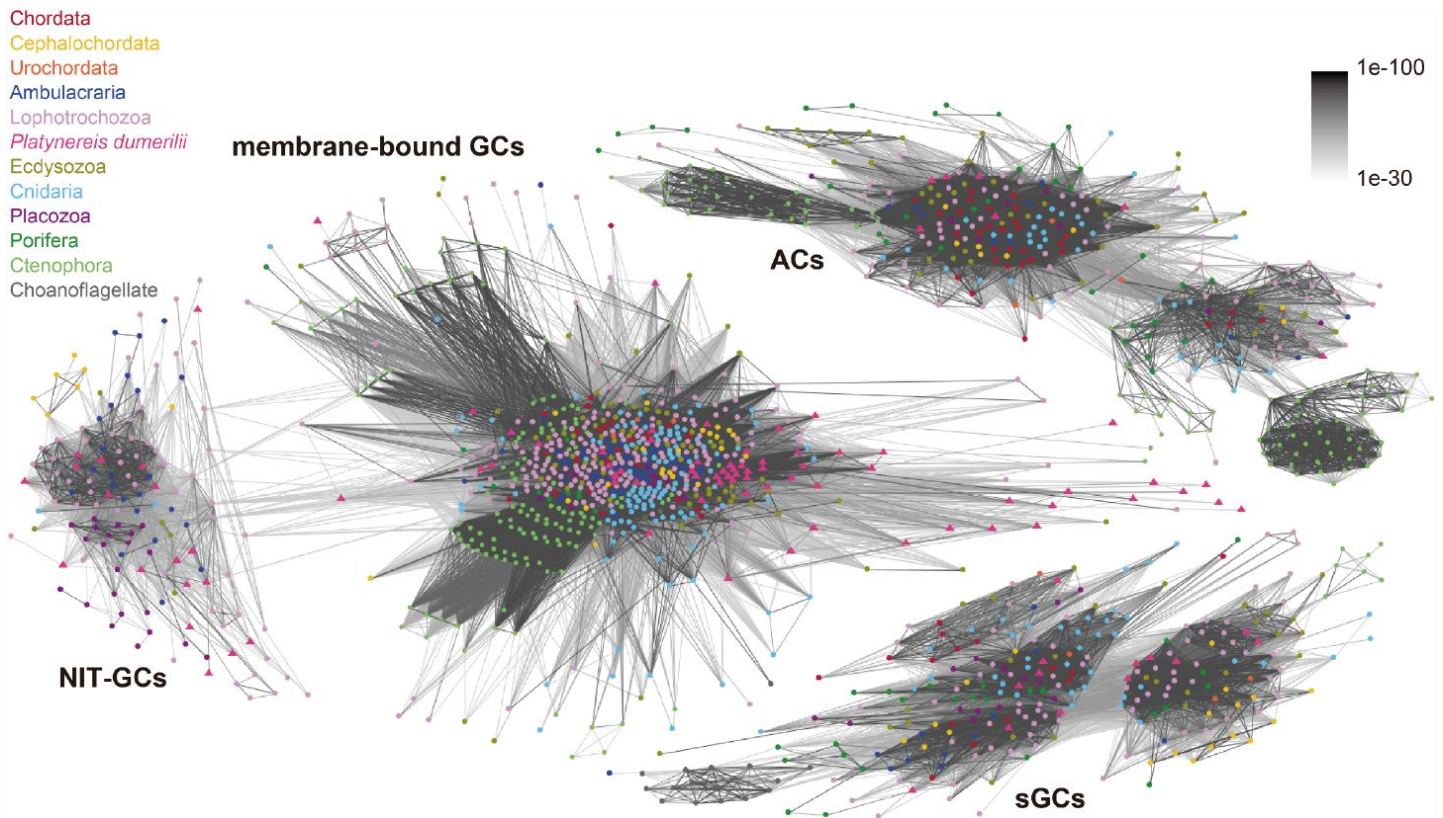 Chordata
Cephalochordata
Urochordata
Ambulacraria
Lophotrochozoa
Platynereis dumerilii
Ecdysozoa
Cnidaria
Placozoa
Porifera
Ctenophora
Choanoflagellate
membrane-bound GCs
1e-100
1e-30
ACs
NIT-GCs
sGCs